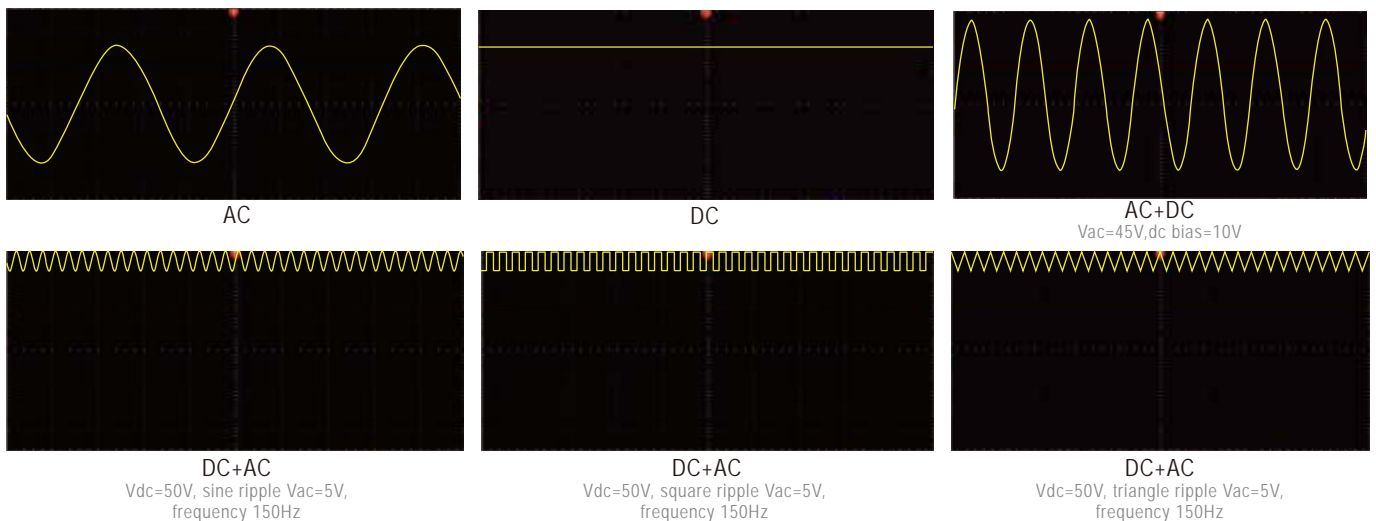 AC
DC
AC+DC
Vac=45V,dc bias=10V
DC+AC
Vdc=50V, sine ripple Vac=5V,
frequency 150Hz
DC+AC
Vdc=50V, square ripple Vac=5V,
frequency 150Hz
DC+AC
Vdc=50V, triangle ripple Vac=5V,
frequency 150Hz